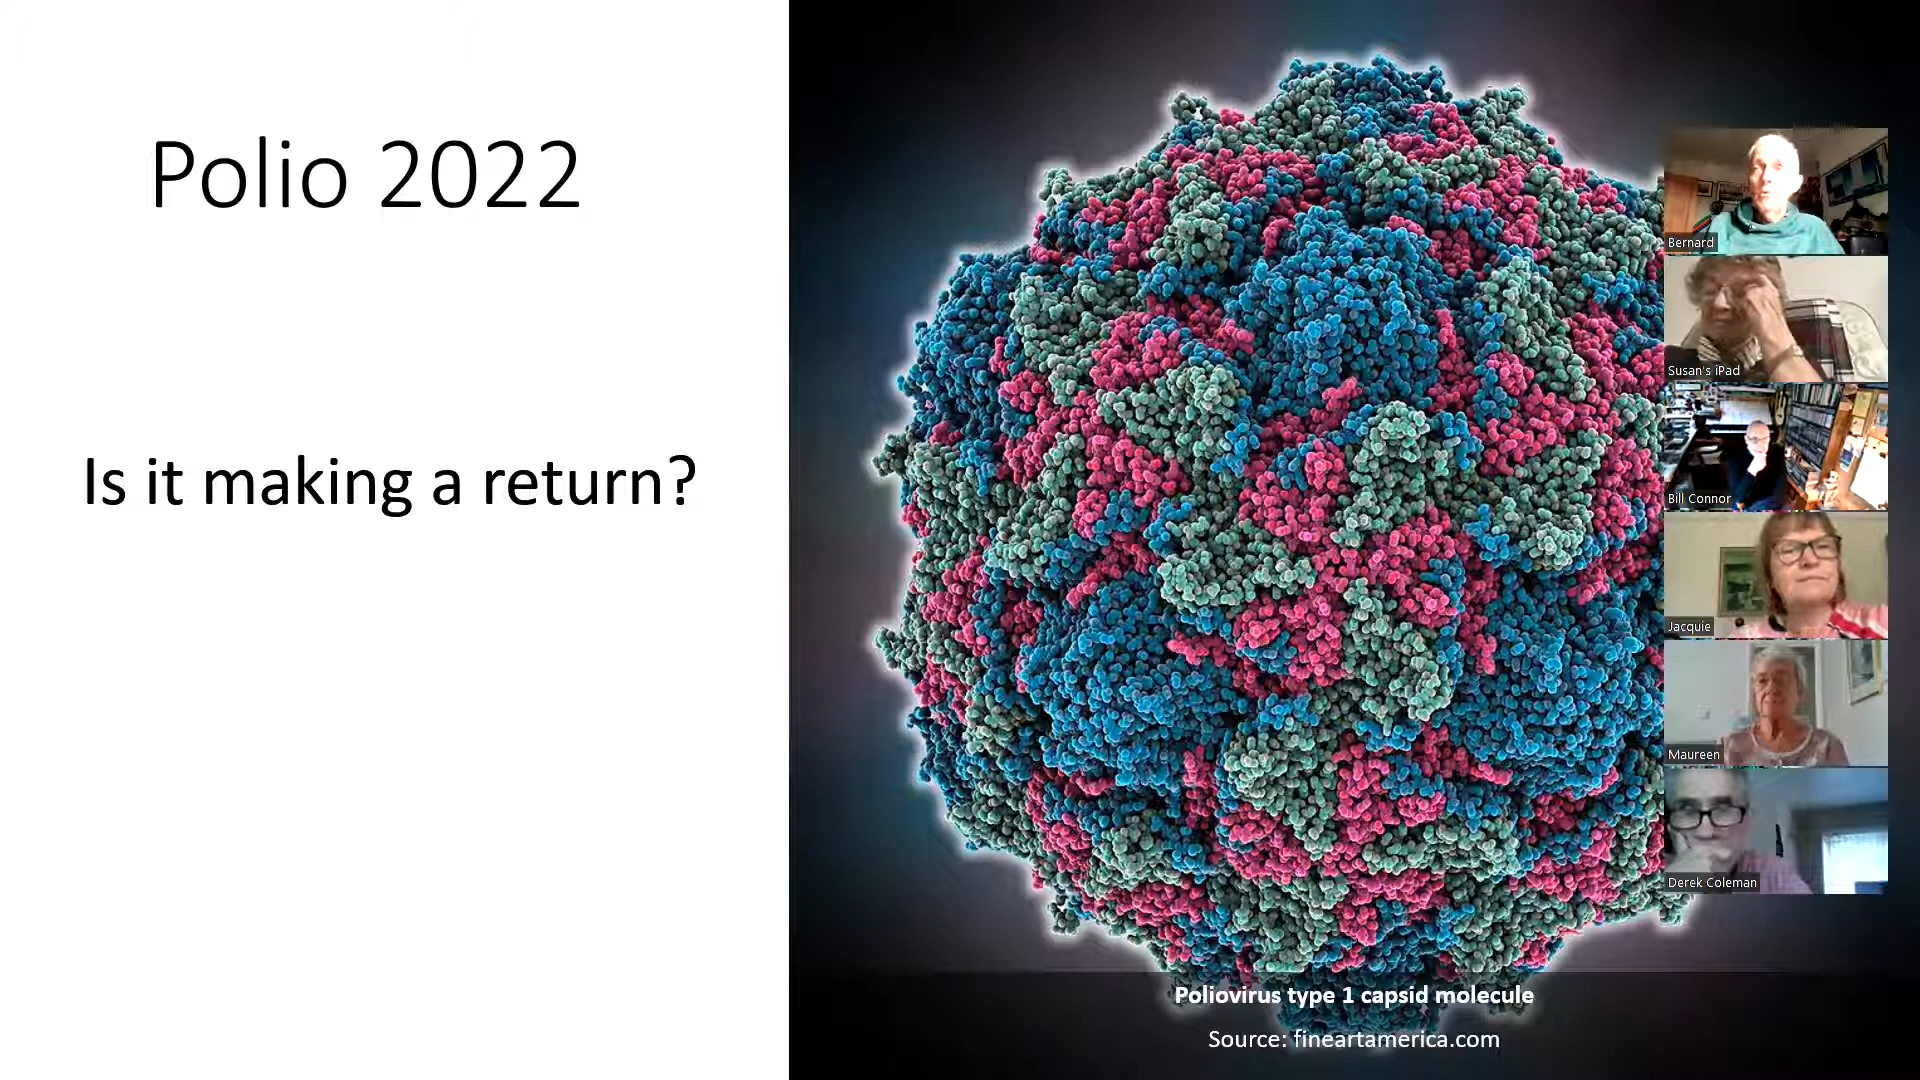 Polio 2022
Is it making a return?
Bernard
Susan's iPad
Bill Connor
Jacquie
Maureen
Derek Coleman
Poliovirus type 1 capsid molecule
Source: fineartamerica.com